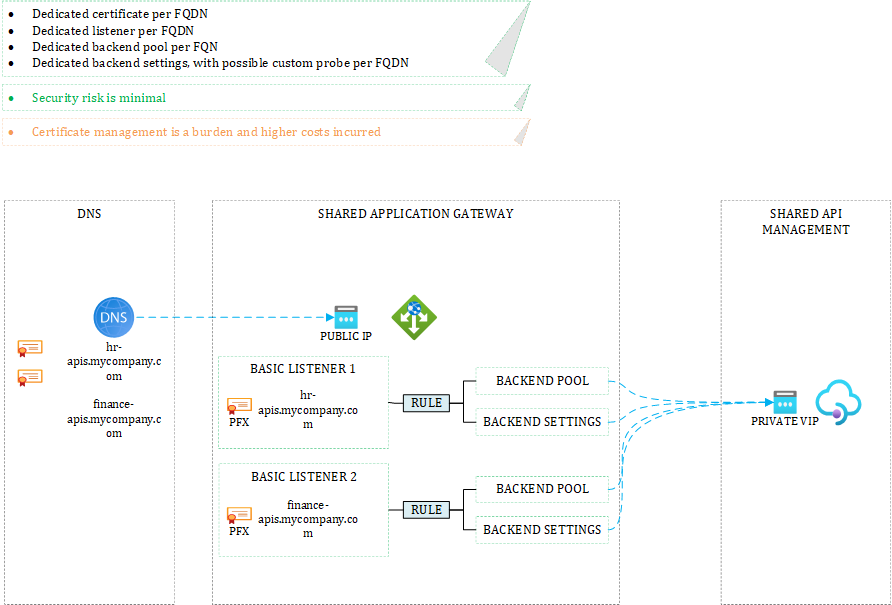 Dedicated certificate per FQDN
Dedicated listener per FQDN
Dedicated backend pool per FQN
Dedicated backend settings, with possible custom probe per FQDN
Security risk is minimal
Certificate management is a burden and higher costs incurred
DNS
DNS
hr-
apis.mycompany.c
om
finance-
apis.mycompany.c
om
SHARED APPLICATION GATEWAY
PUBLIC IP
BASIC LISTENER 1
hr-
apis.mycompany.co
m
PFX
RULE
BACKEND POOL
BACKEND SETTINGS
BASIC LISTENER 2
finance-
apis.mycompany.co
m
PFX
RULE
BACKEND POOL
BACKEND SETTINGS
SHARED API
MANAGEMENT
PRIVATE VIP